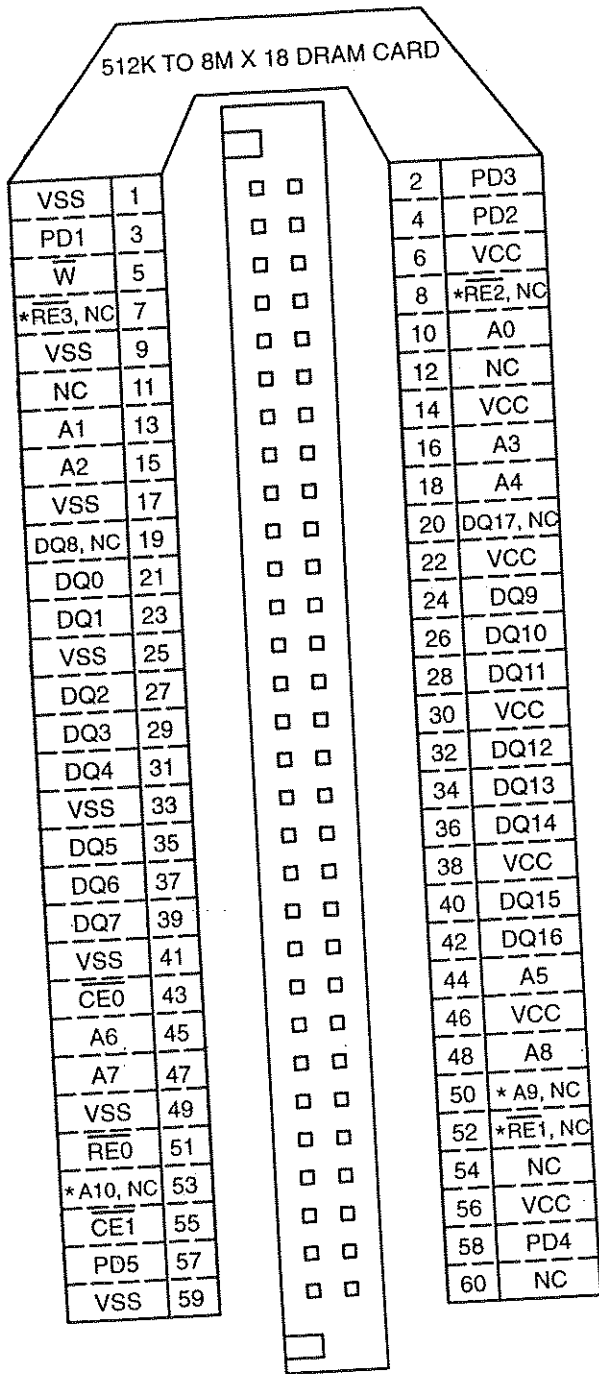 512K TO 8M X 18 DRAM CARD
VSS 1
PD1 3
W̅ 5
*R̅E̅3̅, NC 7
VSS 9
NC 11
A1 13
A2 15
VSS 17
DQ8, NC 19
DQ0 21
DQ1 23
VSS 25
DQ2 27
DQ3 29
DQ4 31
VSS 33
DQ5 35
DQ6 37
DQ7 39
VSS 41
C̅E̅0̅ 43
A6 45
A7 47
VSS 49
R̅E̅0̅ 51
*A10, NC 53
C̅E̅1̅ 55
PD5 57
VSS 59
2 PD3
4 PD2
6 VCC
8 *R̅E̅2̅, NC
10 A0
12 NC
14 VCC
16 A3
18 A4
20 DQ17, NC
22 VCC
24 DQ9
26 DQ10
28 DQ11
30 VCC
32 DQ12
34 DQ13
36 DQ14
38 VCC
40 DQ15
42 DQ16
44 A5
46 VCC
48 A8
50 * A9, NC
52 *R̅E̅1̅, NC
54 NC
56 VCC
58 PD4
60 NC